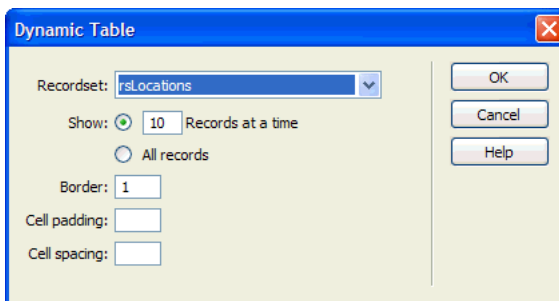 Dynamic Table
Recordset: rsLocations
Show: 10 Records at a time
All records
Border: 1
Cell padding:
Cell spacing:
OK
Cancel
Help